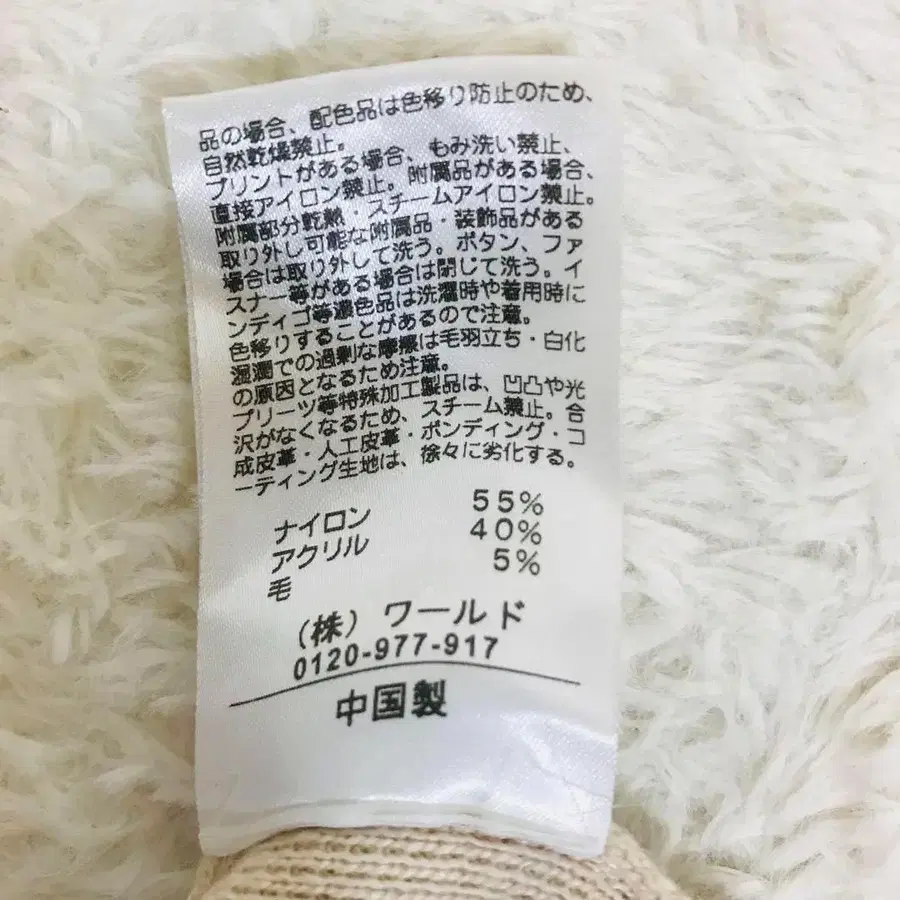 品の場合、配色品は色移り防止のため、
自然乾燥禁止。
プリントがある場合、もみ洗い禁止、
直接アイロン禁止。附属品がある場合、
附属部分乾熱・スチームアイロン禁止。
取り外し可能な附属品・装飾品がある
場合は取り外して洗う。ボタン、ファ
スナー等がある場合は閉じて洗う。イ
ンディゴ等濃色品は洗濯時や着用時に
色移りすることがあるので注意。
湿潤での過剰な摩擦は毛羽立ち・白化
の原因となるため注意。
プリーツ等特殊加工製品は、凹凸や光
沢がなくなるため、スチーム禁止。合
成皮革・人工皮革・ボンディング・コ
ーティング生地は、徐々に劣化する。
ナイロン 55%
アクリル 40%
毛 5%
(株)ワールド
0120-977-917
中国製